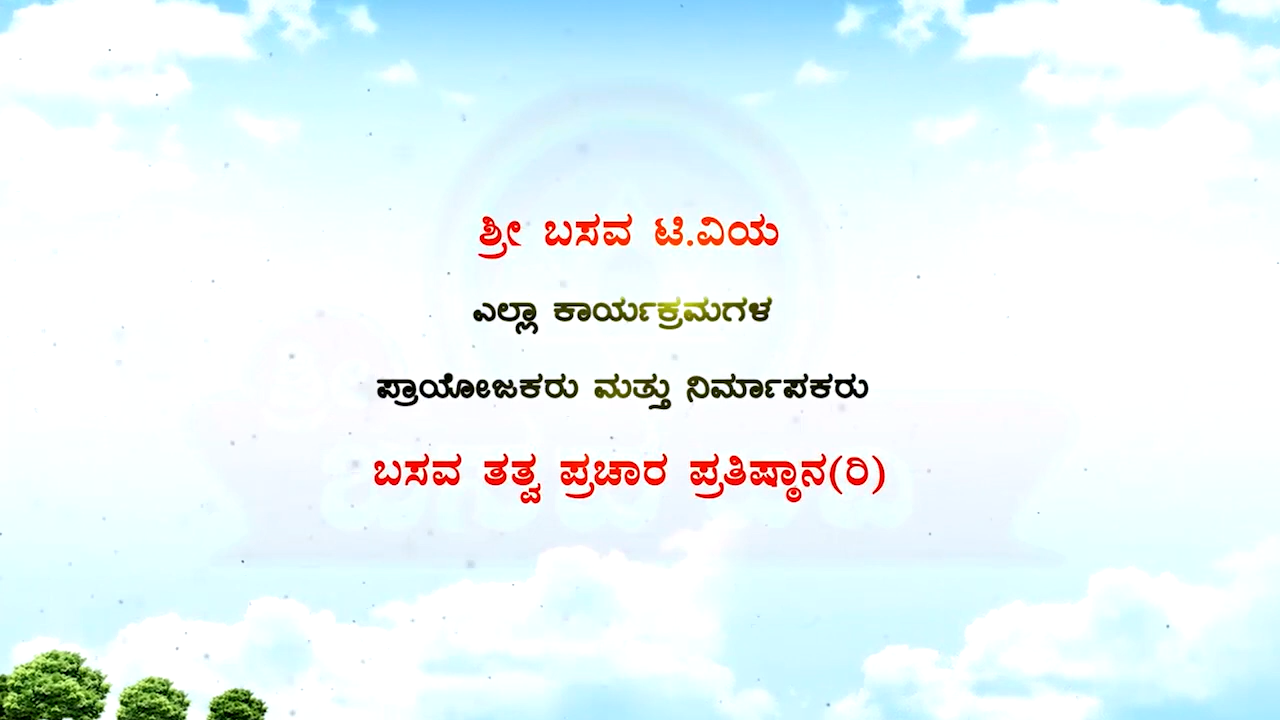 ಶ್ರೀ ಬಸವ ಟಿ.ವಿಯ
ಎಲ್ಲಾ ಕಾರ್ಯಕ್ರಮಗಳ
ಪ್ರಾಯೋಜಕರು ಮತ್ತು ನಿರ್ಮಾಪಕರು
ಬಸವ ತತ್ವ ಪ್ರಚಾರ ಪ್ರತಿಷ್ಠಾನ(ರಿ)